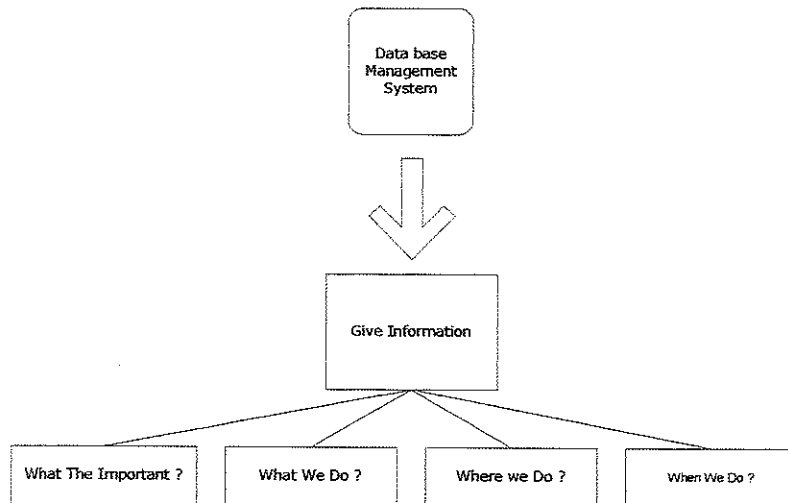 Data base
Management
System
Give Information
What The Important ?
What We Do ?
Where we Do ?
When We Do ?